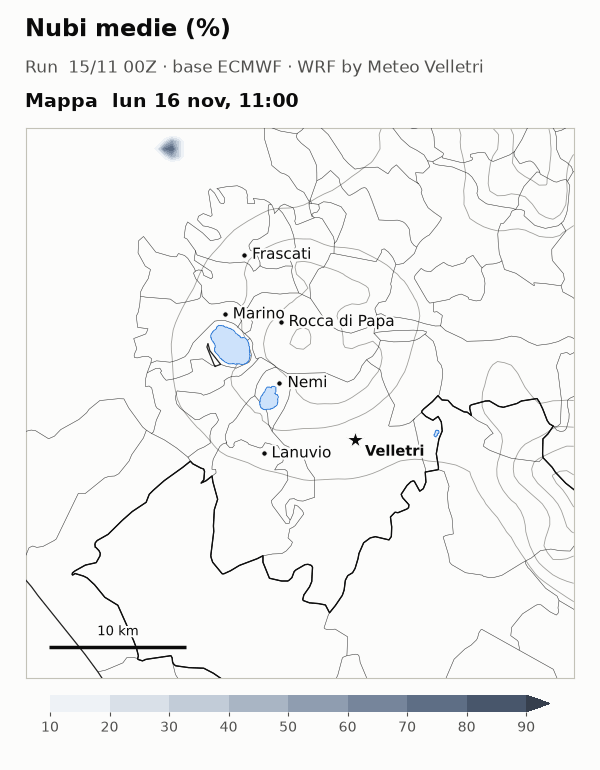 Nubi medie (%)
Run  15/11 00Z · base ECMWF · WRF by Meteo Velletri
Mappa  lun 16 nov, 11:00
Frascati
Marino
Rocca di Papa
Nemi
Velletri
Lanuvio
10 km
10 20 30 40 50 60 70 80 90